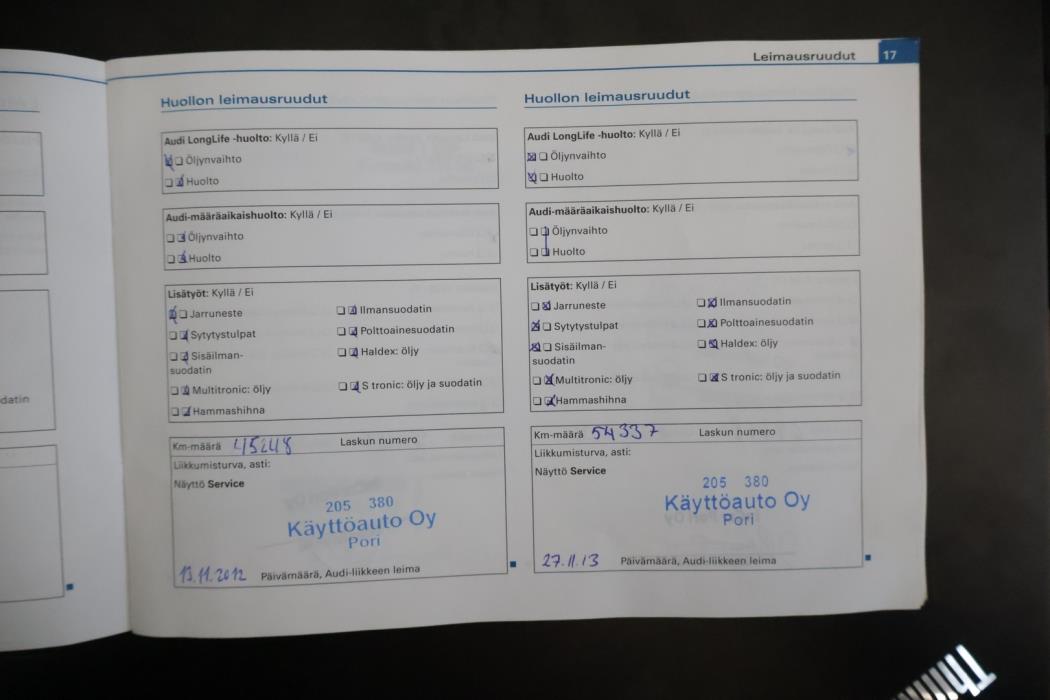 Leimausruudut 17
datin
Huollon leimausruudut
Audi LongLife -huolto: Kyllä / Ei
Öljynvaihto
Huolto
Audi-määräaikaishuolto: Kyllä / Ei
Öljynvaihto
Huolto
Lisätyöt: Kyllä / Ei
Jarruneste
Ilmansuodatin
Sytytystulpat
Polttoainesuodatin
Sisäilman-
suodatin
Haldex: öljy
Multitronic: öljy
S tronic: öljy ja suodatin
Hammashihna
Km-määrä 45248 Laskun numero
Liikkumisturva, asti:
Näyttö Service
205 380
Käyttöauto Oy
Pori
13.11.2012 Päivämäärä, Audi-liikkeen leima
Huollon leimausruudut
Audi LongLife -huolto: Kyllä / Ei
Öljynvaihto
Huolto
Audi-määräaikaishuolto: Kyllä / Ei
Öljynvaihto
Huolto
Lisätyöt: Kyllä / Ei
Jarruneste
Ilmansuodatin
Sytytystulpat
Polttoainesuodatin
Sisäilman-
suodatin
Haldex: öljy
Multitronic: öljy
S tronic: öljy ja suodatin
Hammashihna
Km-määrä 54337 Laskun numero
Liikkumisturva, asti:
Näyttö Service
205 380
Käyttöauto Oy
Pori
27.11.13 Päivämäärä, Audi-liikkeen leima